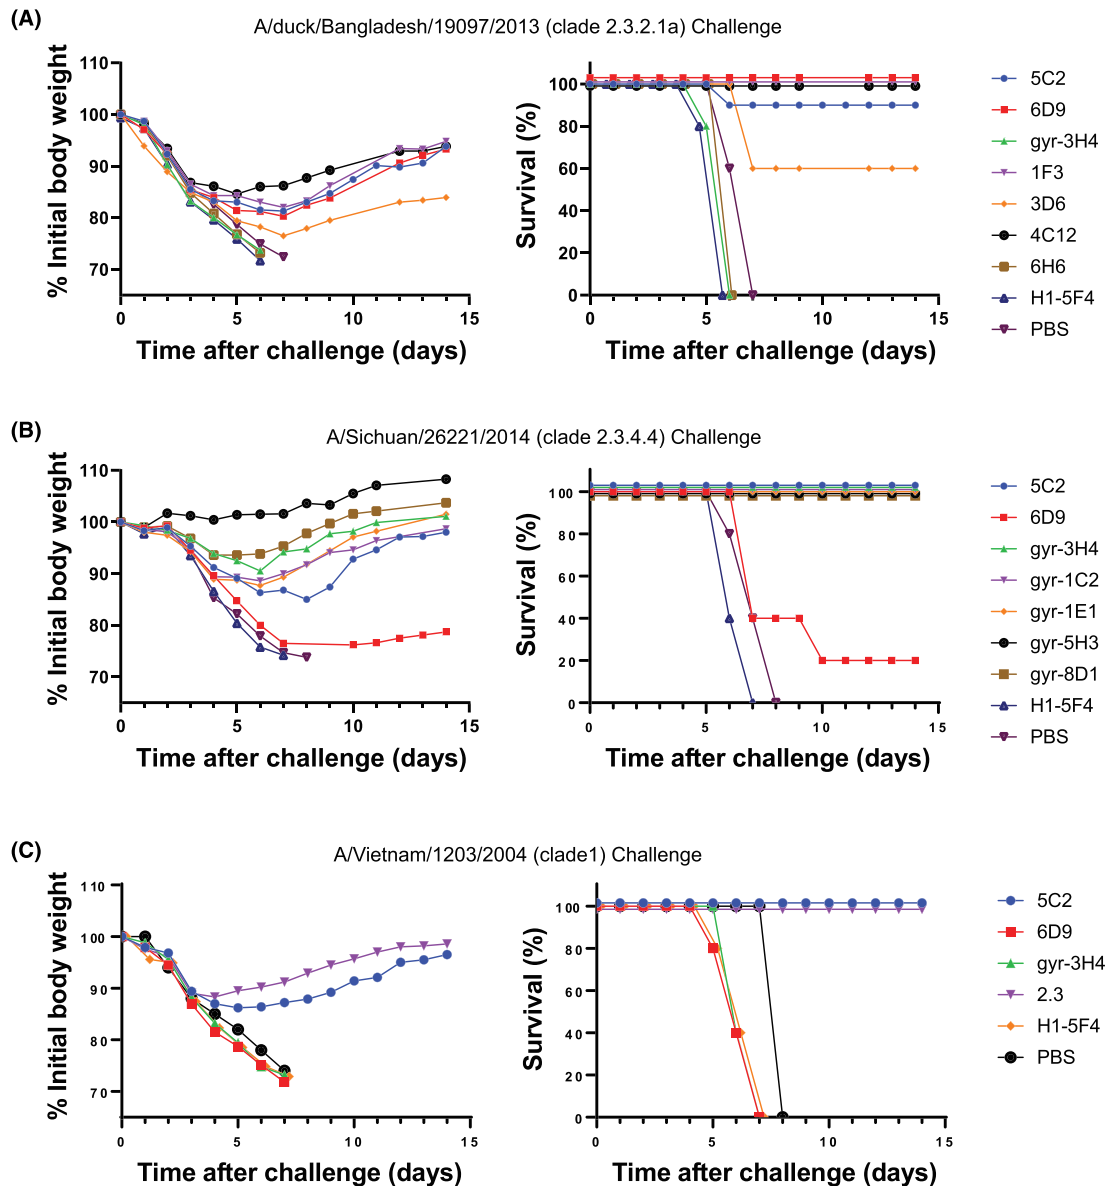 (A)
A/duck/Bangladesh/19097/2013 (clade 2.3.2.1a) Challenge
% Initial body weight
110
100
90
80
70
0 5 10 15
Time after challenge (days)
Survival (%)
100
80
60
40
20
0
0 5 10 15
Time after challenge (days)
5C2
6D9
gyr-3H4
1F3
3D6
4C12
6H6
H1-5F4
PBS
(B)
A/Sichuan/26221/2014 (clade 2.3.4.4) Challenge
% Initial body weight
110
100
90
80
70
0 5 10 15
Time after challenge (days)
Survival (%)
100
80
60
40
20
0
0 5 10 15
Time after challenge (days)
5C2
6D9
gyr-3H4
gyr-1C2
gyr-1E1
gyr-5H3
gyr-8D1
H1-5F4
PBS
(C)
A/Vietnam/1203/2004 (clade1) Challenge
% Initial body weight
110
100
90
80
70
0 5 10 15
Time after challenge (days)
Survival (%)
100
80
60
40
20
0
0 5 10 15
Time after challenge (days)
5C2
6D9
gyr-3H4
2.3
H1-5F4
PBS